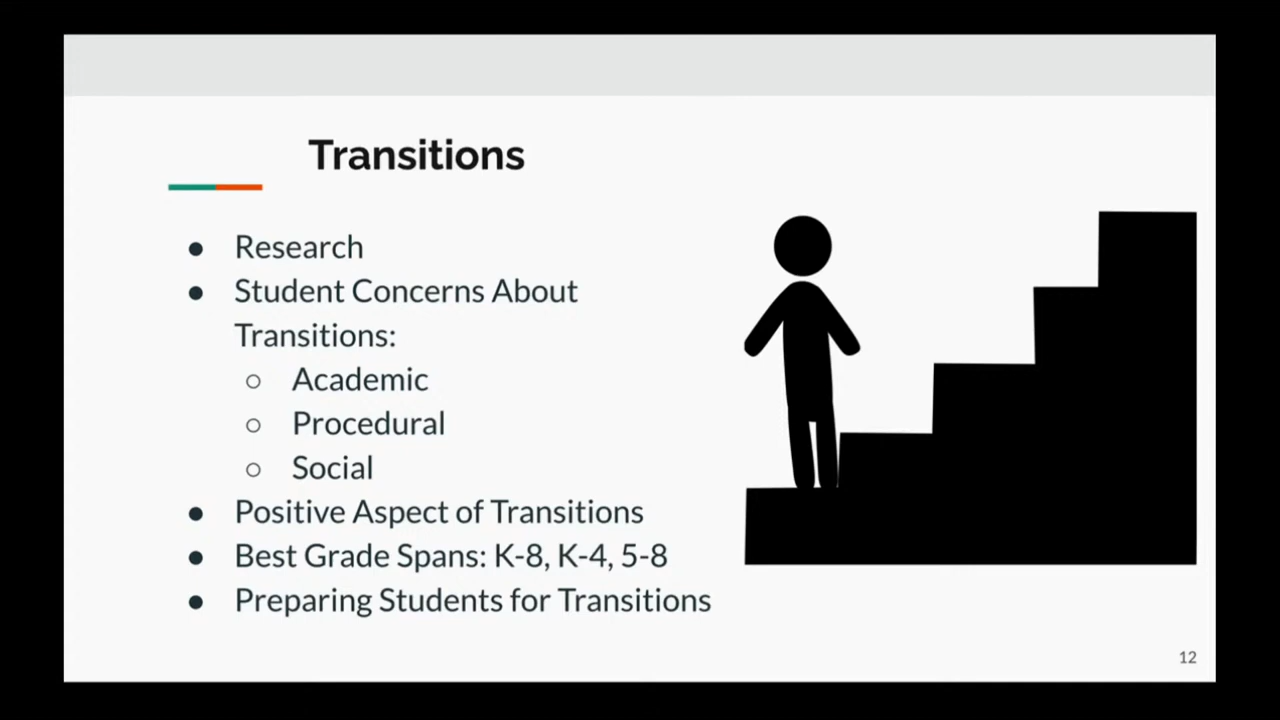 Transitions
● Research
● Student Concerns About
Transitions:
○ Academic
○ Procedural
○ Social
● Positive Aspect of Transitions
● Best Grade Spans: K-8, K-4, 5-8
● Preparing Students for Transitions
12